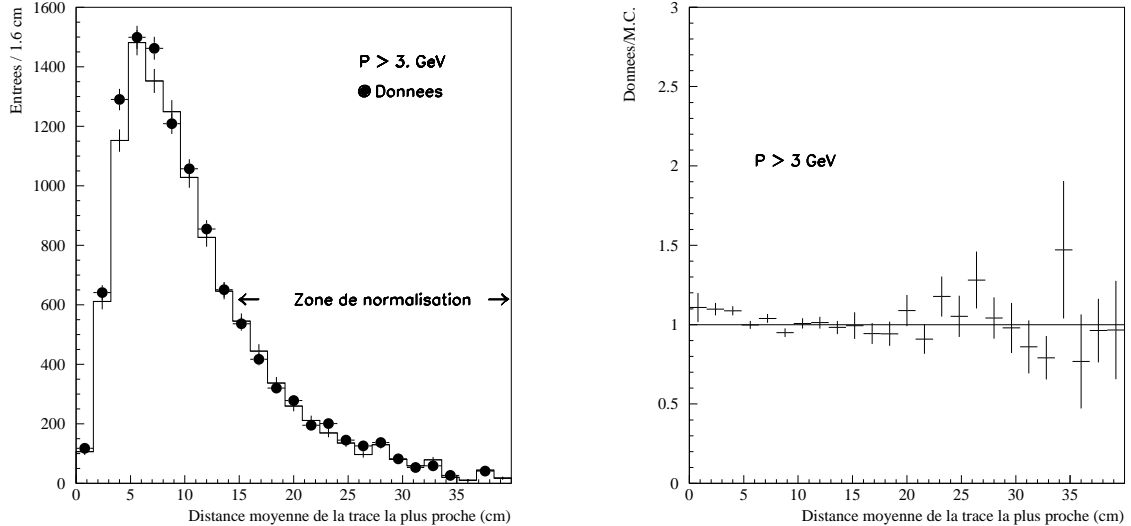 Entrees / 1.6 cm
1600
1400
1200
1000
800
600
400
200
0
P > 3. GeV
● Donnees
← Zone de normalisation →
0 5 10 15 20 25 30 35
Distance moyenne de la trace la plus proche (cm)
Donnees/M.C.
3
2.5
2
1.5
1
0.5
0
P > 3 GeV
0 5 10 15 20 25 30 35
Distance moyenne de la trace la plus proche (cm)